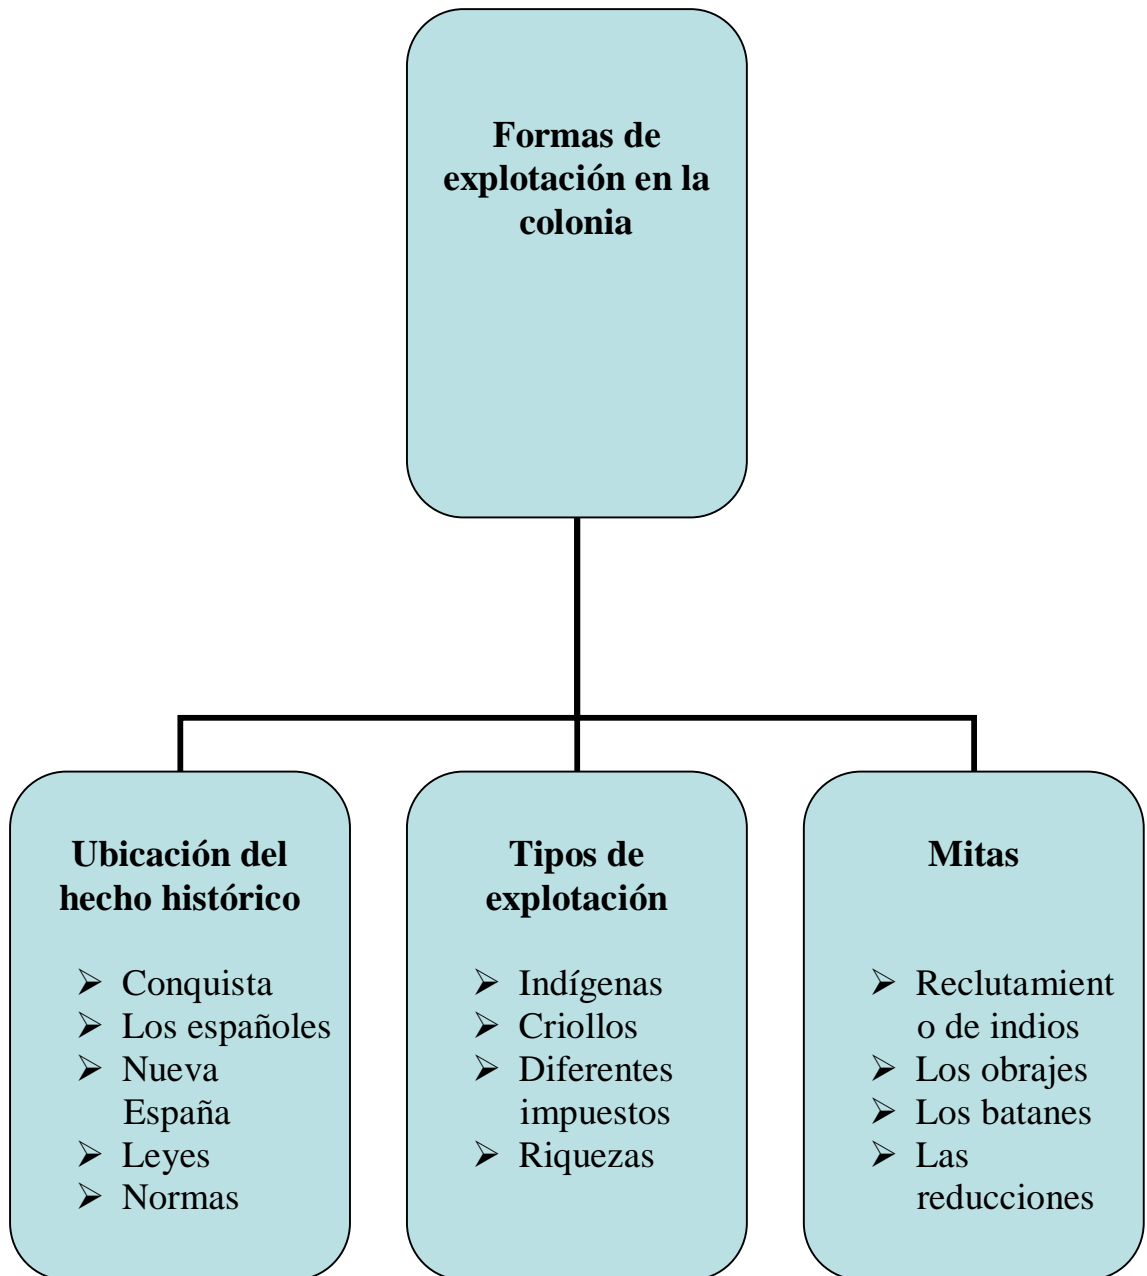 Formas de
explotación en la
colonia
Ubicación del
hecho histórico
➢ Conquista
➢ Los españoles
➢ Nueva
España
➢ Leyes
➢ Normas
Tipos de
explotación
➢ Indígenas
➢ Criollos
➢ Diferentes
impuestos
➢ Riquezas
Mitas
➢ Reclutamient
o de indios
➢ Los obrajes
➢ Los batanes
➢ Las
reducciones